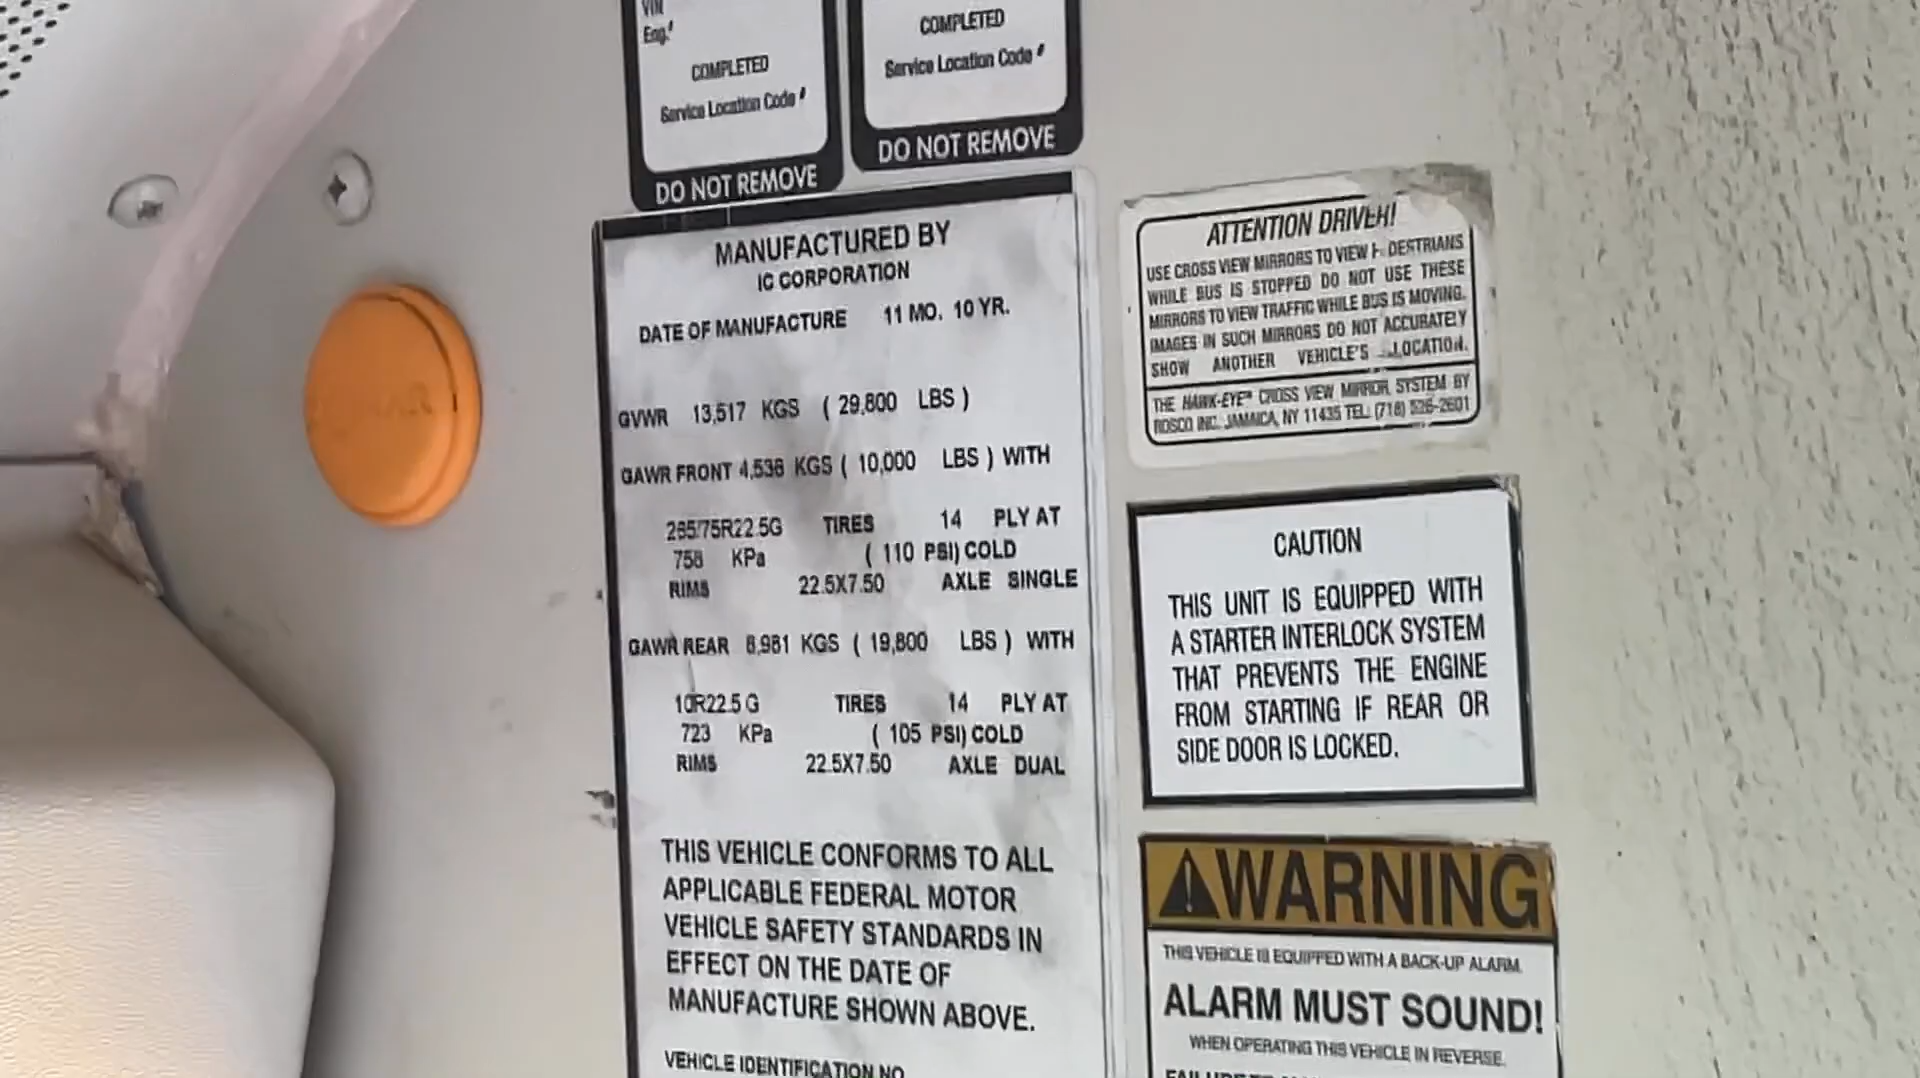 VIN
Eng.#
COMPLETED
Service Location Code #
DO NOT REMOVE
COMPLETED
Service Location Code #
DO NOT REMOVE
MANUFACTURED BY
IC CORPORATION
DATE OF MANUFACTURE 11 MO. 10 YR.
GVWR 13,517 KGS ( 29,800 LBS )
GAWR FRONT 4,536 KGS ( 10,000 LBS ) WITH
265/75R22.5G TIRES 14 PLY AT
758 KPa ( 110 PSI) COLD
RIMS 22.5X7.50 AXLE SINGLE
GAWR REAR 8,981 KGS ( 19,800 LBS ) WITH
10R22.5 G TIRES 14 PLY AT
723 KPa ( 105 PSI) COLD
RIMS 22.5X7.50 AXLE DUAL
THIS VEHICLE CONFORMS TO ALL
APPLICABLE FEDERAL MOTOR
VEHICLE SAFETY STANDARDS IN
EFFECT ON THE DATE OF
MANUFACTURE SHOWN ABOVE.
VEHICLE IDENTIFICATION NO
ATTENTION DRIVER!
USE CROSS VIEW MIRRORS TO VIEW PEDESTRIANS
WHILE BUS IS STOPPED DO NOT USE THESE
MIRRORS TO VIEW TRAFFIC WHILE BUS IS MOVING.
IMAGES IN SUCH MIRRORS DO NOT ACCURATELY
SHOW ANOTHER VEHICLE'S LOCATION.
THE HAWK-EYE® CROSS VIEW MIRROR SYSTEM BY
ROSCO INC. JAMAICA, NY 11435 TEL: (718) 526-2601
CAUTION
THIS UNIT IS EQUIPPED WITH
A STARTER INTERLOCK SYSTEM
THAT PREVENTS THE ENGINE
FROM STARTING IF REAR OR
SIDE DOOR IS LOCKED.
WARNING
THIS VEHICLE IS EQUIPPED WITH A BACK-UP ALARM.
ALARM MUST SOUND!
WHEN OPERATING THIS VEHICLE IN REVERSE.